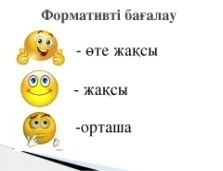 Формативті бағалау
- өте жақсы
- жақсы
-орташа